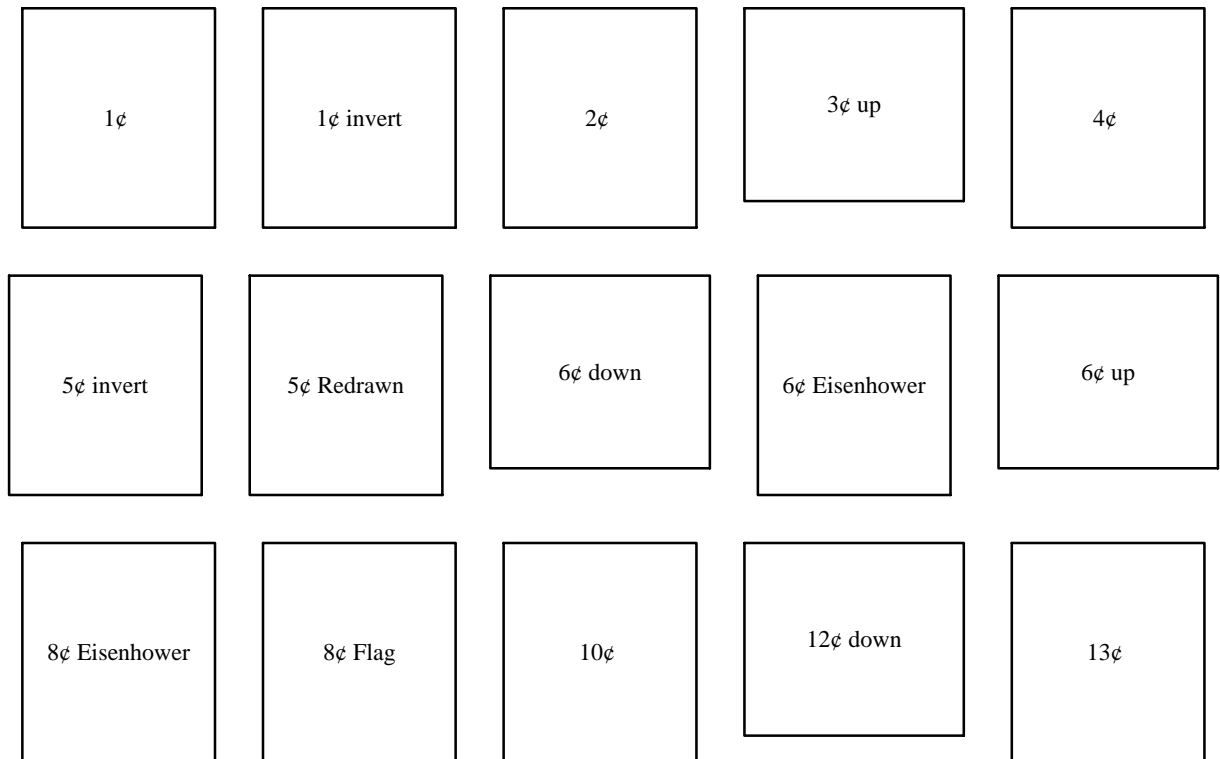 1¢
1¢ invert
2¢
3¢ up
4¢
5¢ invert
5¢ Redrawn
6¢ down
6¢ Eisenhower
6¢ up
8¢ Eisenhower
8¢ Flag
10¢
12¢ down
13¢